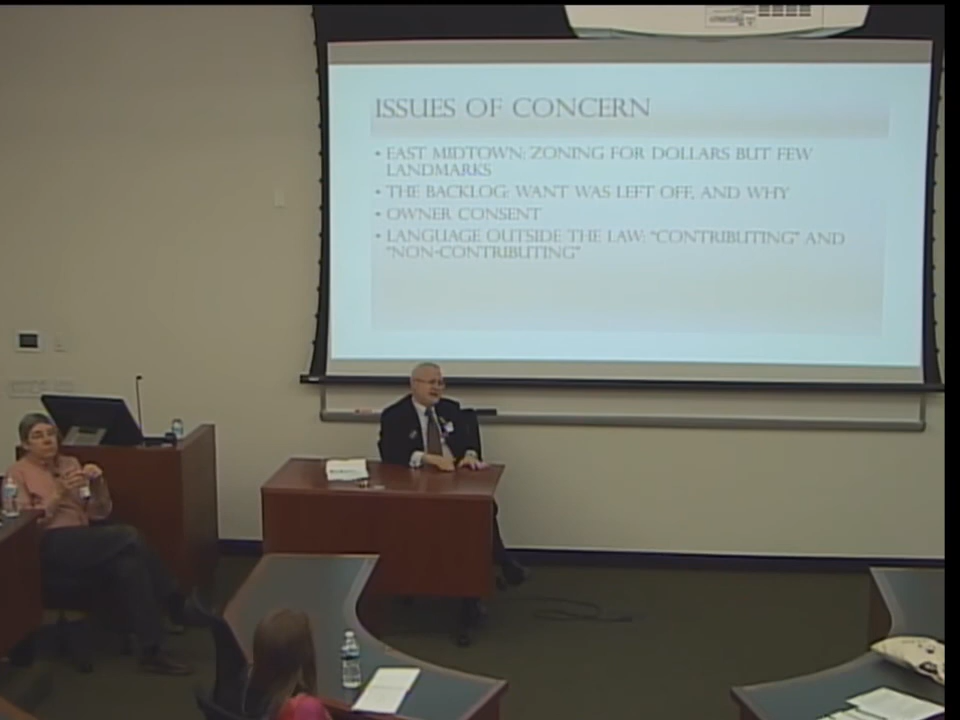 ISSUES OF CONCERN
• EAST MIDTOWN: ZONING FOR DOLLARS BUT FEW
LANDMARKS
• THE BACKLOG: WANT WAS LEFT OFF, AND WHY
• OWNER CONSENT
• LANGUAGE OUTSIDE THE LAW: "CONTRIBUTING" AND
"NON-CONTRIBUTING"